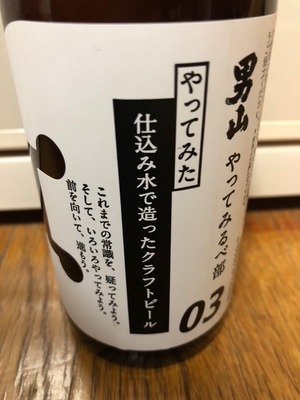 男山 やってみるべ部
03
やってみた
仕込み水で造ったクラフトビール
これまでの常識を、疑ってみよう。
そして、いろいろやってみよう。
前を向いて、進もう。